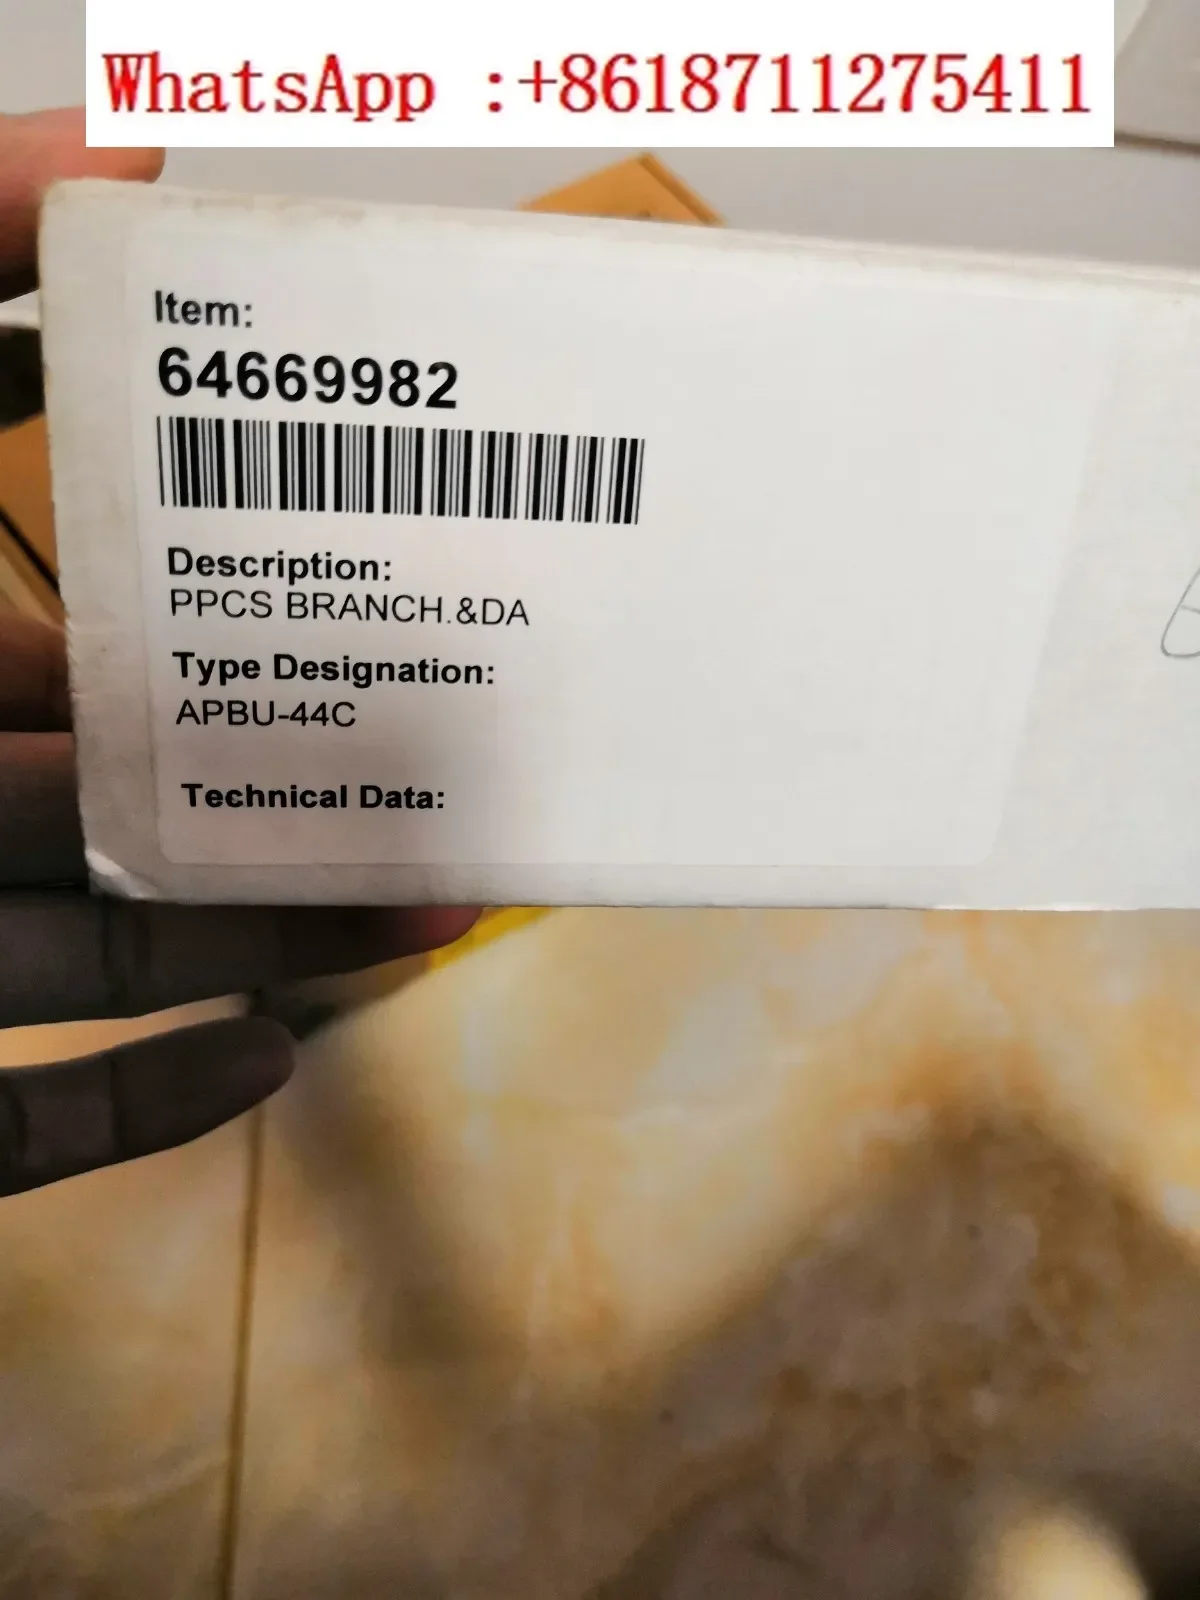 WhatsApp :+8618711275411
Item:
64669982
Description:
PPCS BRANCH.&DA
Type Designation:
APBU-44C
Technical Data: